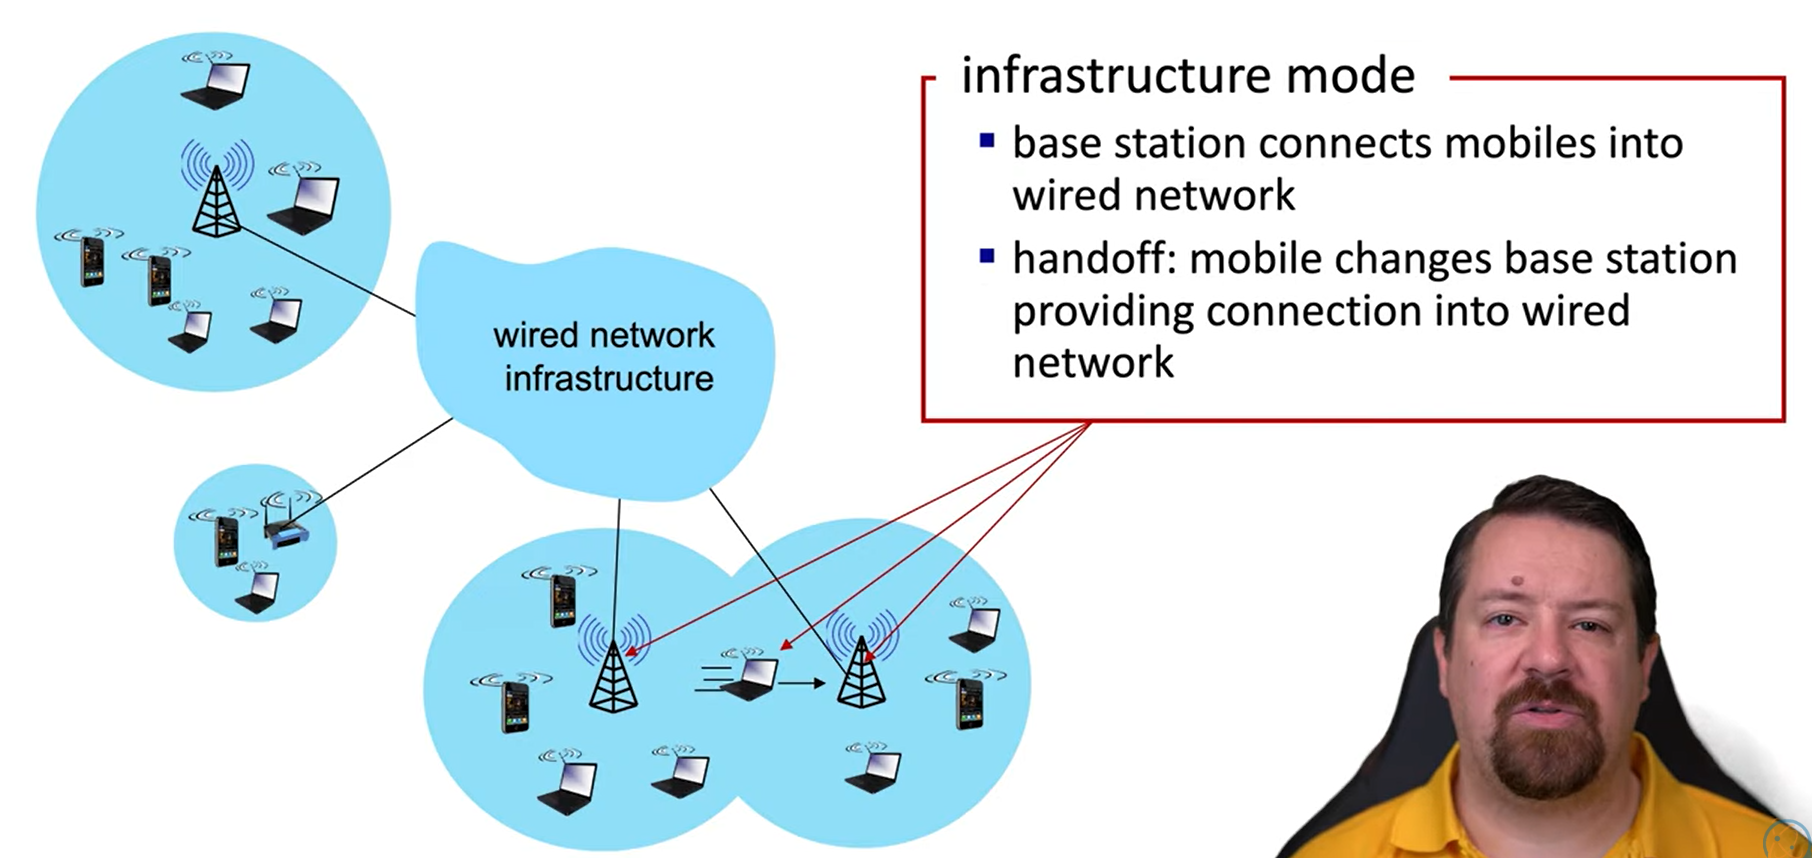 infrastructure mode
base station connects mobiles into
wired network
handoff: mobile changes base station
providing connection into wired
network
wired network
infrastructure